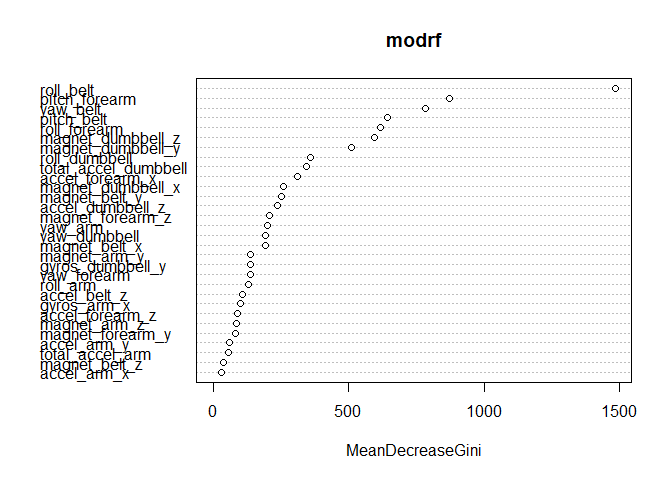 modrf
roll_belt
pitch_forearm
yaw_belt
pitch_belt
roll_forearm
magnet_dumbbell_z
magnet_dumbbell_y
roll_dumbbell
total_accel_dumbbell
accel_forearm_x
magnet_dumbbell_x
magnet_belt_y
accel_dumbbell_z
magnet_forearm_z
yaw_arm
yaw_dumbbell
magnet_belt_x
magnet_arm_y
gyros_dumbbell_y
yaw_forearm
roll_arm
accel_belt_z
gyros_arm_x
accel_forearm_z
magnet_arm_z
magnet_forearm_y
accel_arm_y
total_accel_arm
magnet_belt_z
accel_arm_x
0 500 1000 1500
MeanDecreaseGini